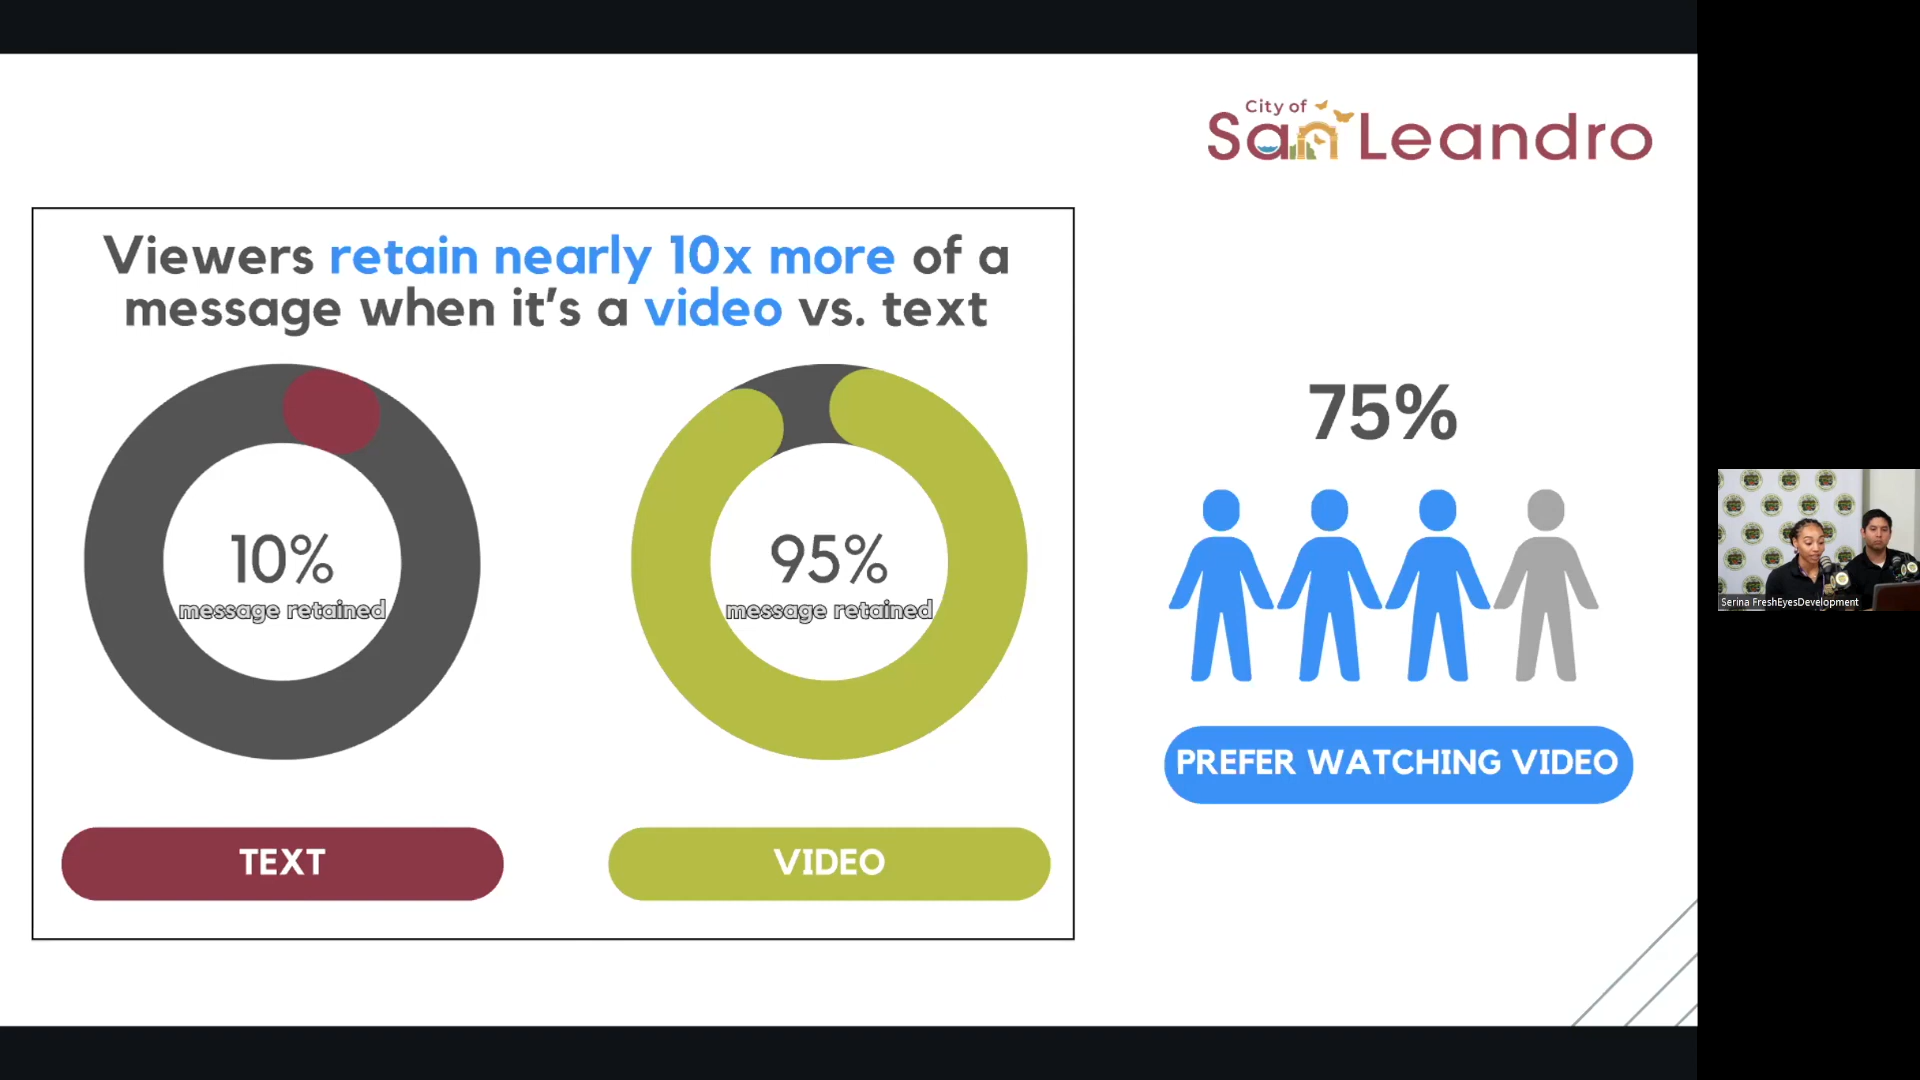 City of
San Leandro
Viewers retain nearly 10x more of a
message when it's a video vs. text
10%
message retained
95%
message retained
TEXT
VIDEO
75%
PREFER WATCHING VIDEO
Serina FreshEyesDevelopment